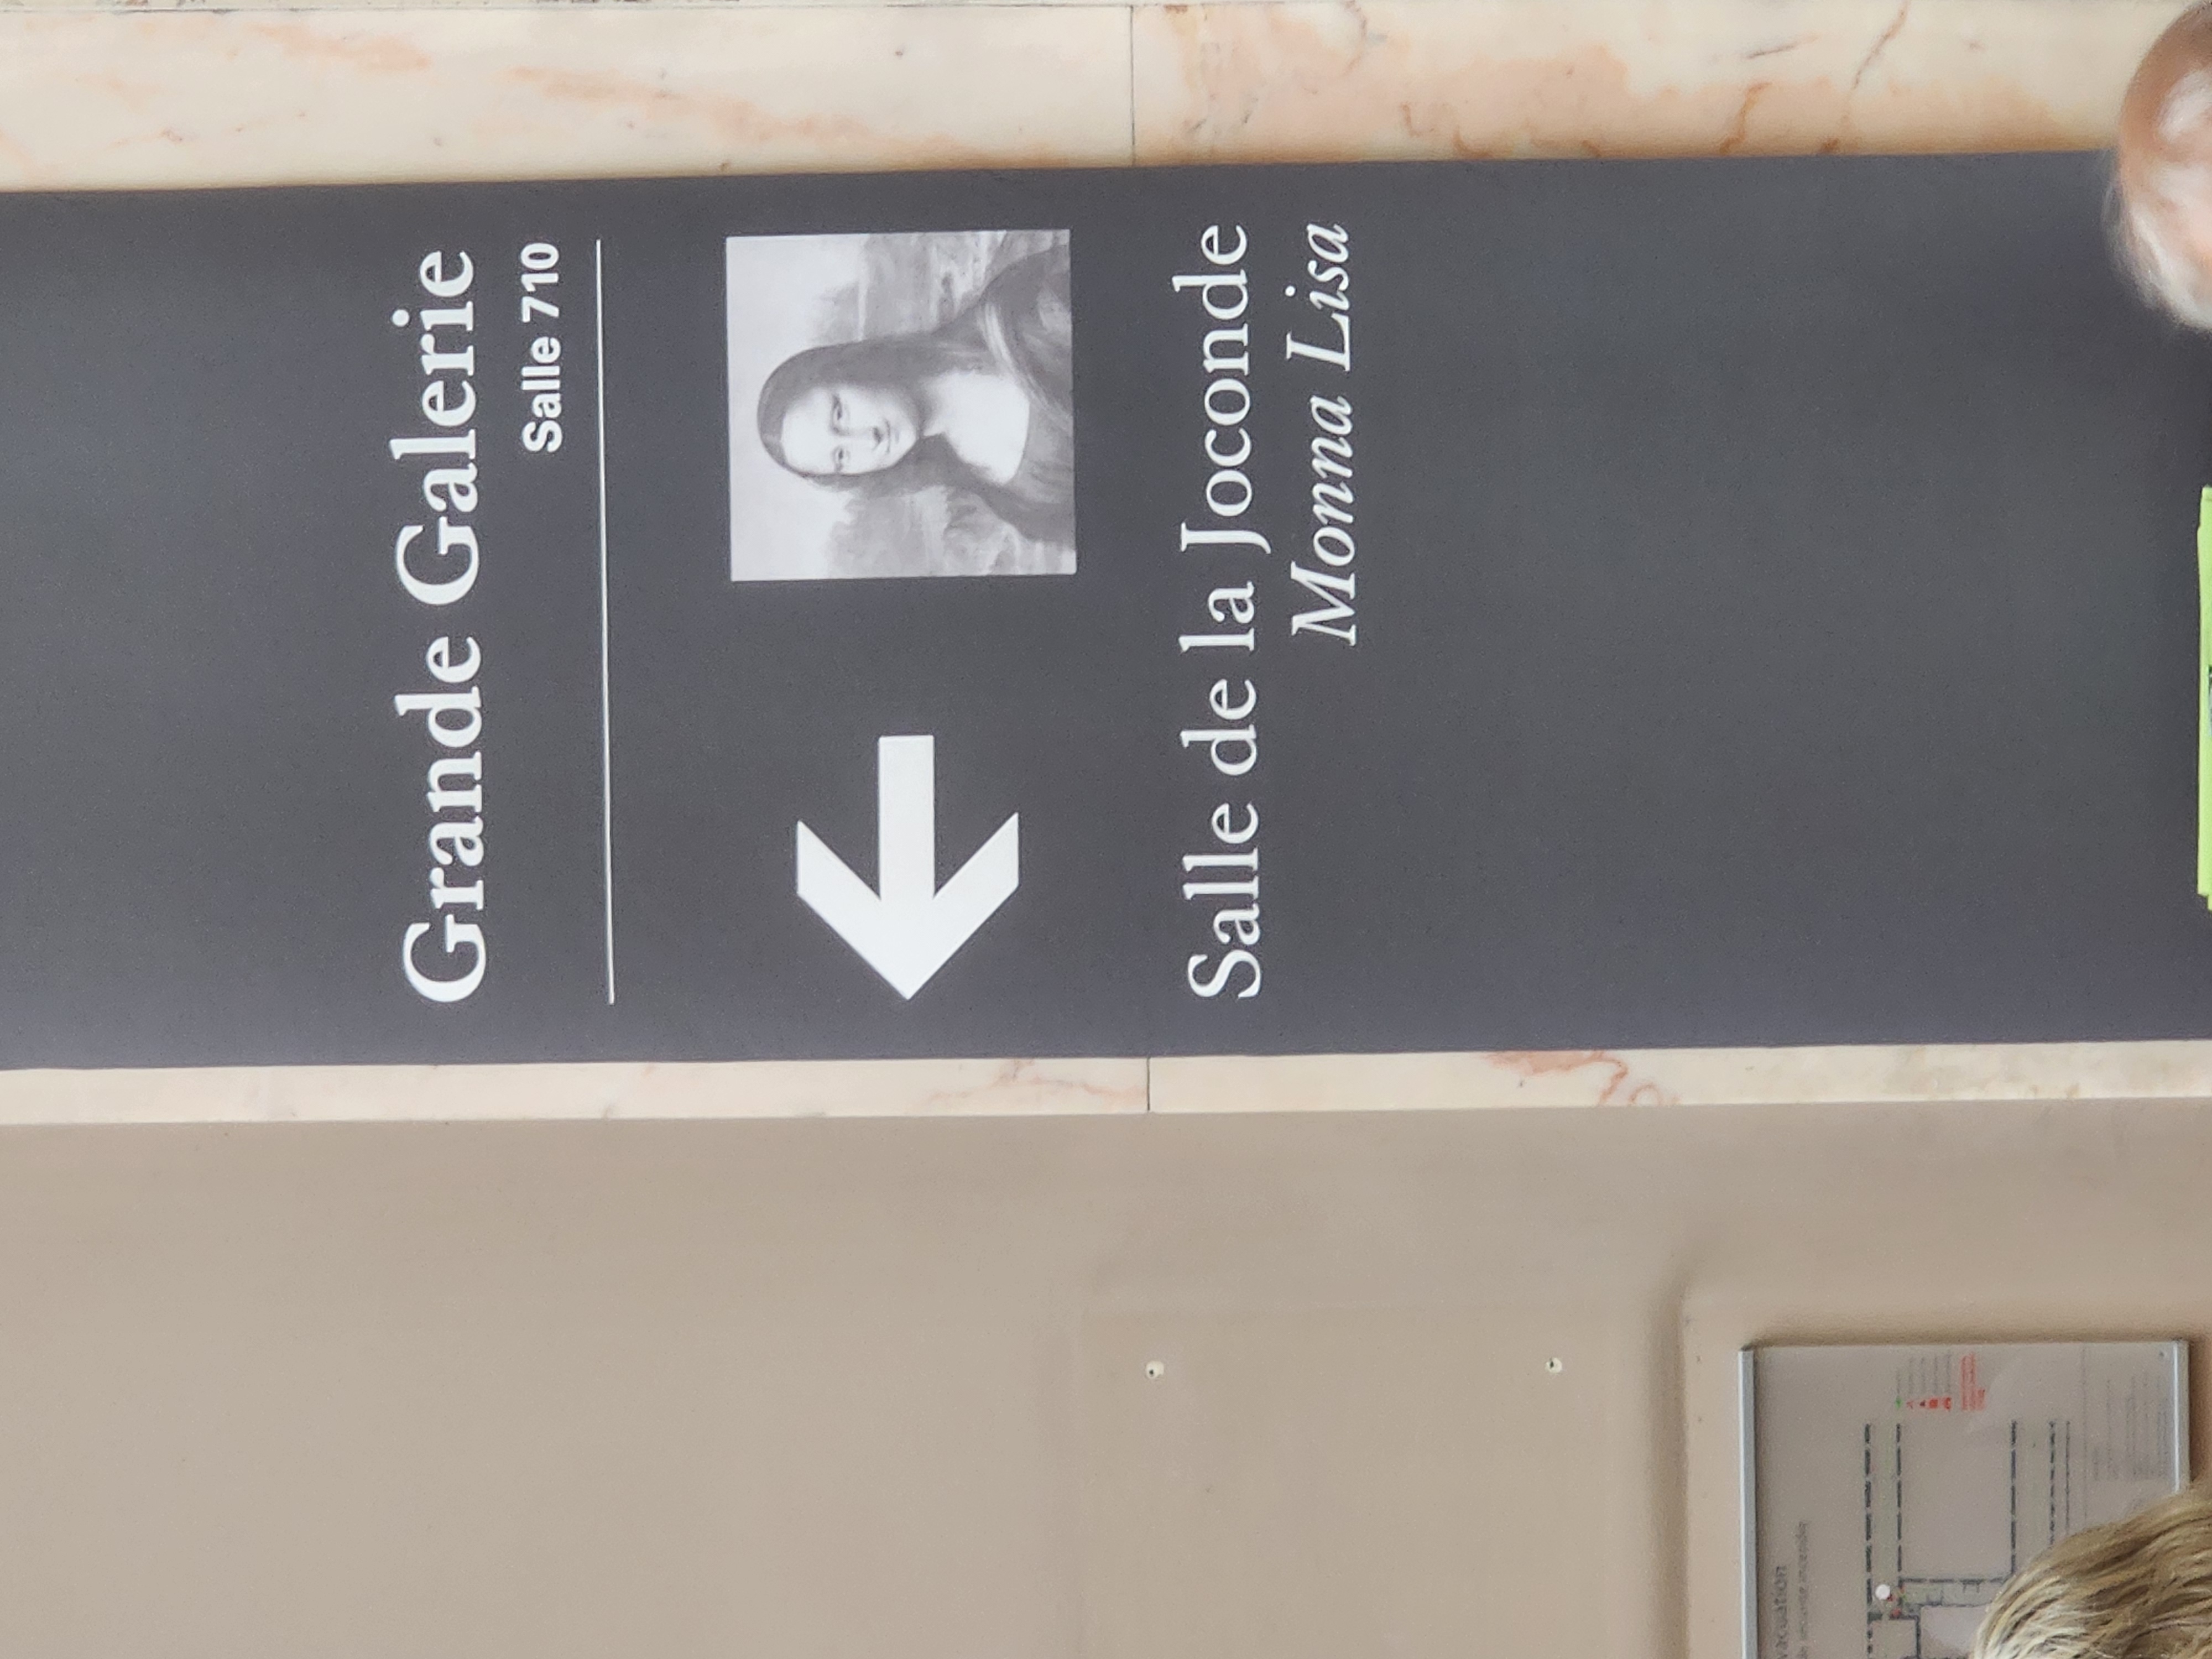 Grande Galerie
Salle 710
Salle de la Joconde
Monna Lisa